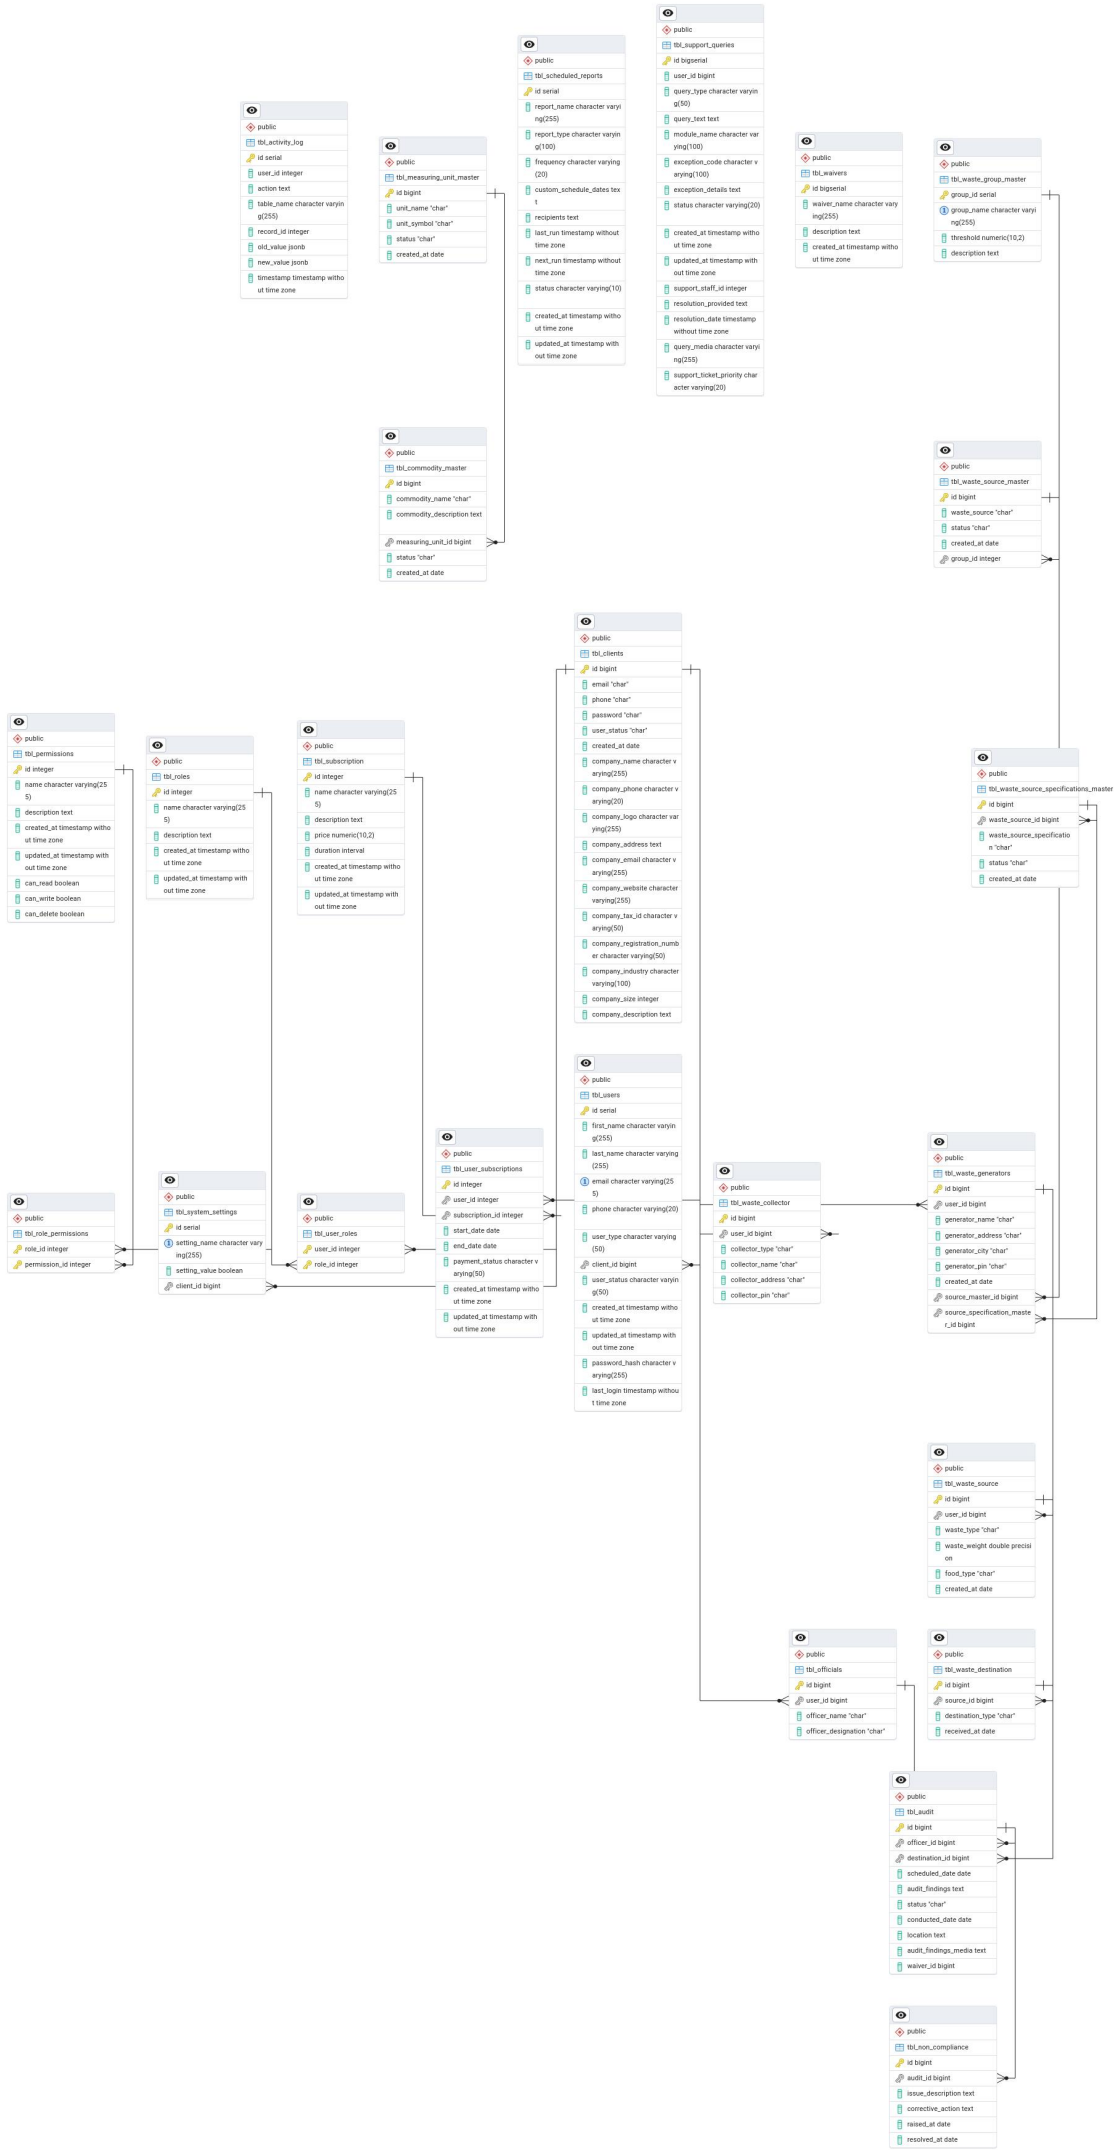 public
tbl_support_queries
id bigserial
user_id bigint
query_type character varyin
g(50)
query_text text
module_name character var
ying(100)
exception_code character v
arying(100)
exception_details text
status character varying(20)
created_at timestamp witho
ut time zone
updated_at timestamp with
out time zone
support_staff_id integer
resolution_provided text
resolution_date timestamp
without time zone
query_media character varyi
ng(255)
support_ticket_priority char
acter varying(20)
public
tbl_scheduled_reports
id serial
report_name character varyi
ng(255)
report_type character varyin
g(100)
frequency character varying
(20)
custom_schedule_dates tex
t
recipients text
last_run timestamp without
time zone
next_run timestamp without
time zone
status character varying(10)
created_at timestamp witho
ut time zone
updated_at timestamp with
out time zone
public
tbl_activity_log
id serial
user_id integer
action text
table_name character varyin
g(255)
record_id integer
old_value jsonb
new_value jsonb
timestamp timestamp witho
ut time zone
public
tbl_measuring_unit_master
id bigint
unit_name "char"
unit_symbol "char"
status "char"
created_at date
public
tbl_waivers
id bigserial
waiver_name character vary
ing(255)
description text
created_at timestamp witho
ut time zone
public
tbl_waste_group_master
group_id serial
group_name character varyi
ng(255)
threshold numeric(10,2)
description text
public
tbl_commodity_master
id bigint
commodity_name "char"
commodity_description text
measuring_unit_id bigint
status "char"
created_at date
public
tbl_waste_source_master
id bigint
waste_source "char"
status "char"
created_at date
group_id integer
public
tbl_clients
id bigint
email "char"
phone "char"
password "char"
user_status "char"
created_at date
company_name character v
arying(255)
company_phone character v
arying(20)
company_logo character var
ying(255)
company_address text
company_email character v
arying(255)
company_website character
varying(255)
company_tax_id character v
arying(50)
company_registration_numb
er character varying(50)
company_industry character
varying(100)
company_size integer
company_description text
public
tbl_permissions
id integer
name character varying(25
5)
description text
created_at timestamp witho
ut time zone
updated_at timestamp with
out time zone
can_read boolean
can_write boolean
can_delete boolean
public
tbl_roles
id integer
name character varying(25
5)
description text
created_at timestamp witho
ut time zone
updated_at timestamp with
out time zone
public
tbl_subscription
id integer
name character varying(25
5)
description text
price numeric(10,2)
duration interval
created_at timestamp witho
ut time zone
updated_at timestamp with
out time zone
public
tbl_waste_source_specifications_master
id bigint
waste_source_id bigint
waste_source_specificatio
n "char"
status "char"
created_at date
public
tbl_users
id serial
first_name character varyin
g(255)
last_name character varying
(255)
email character varying(25
5)
phone character varying(20)
user_type character varying
(50)
client_id bigint
user_status character varyin
g(50)
created_at timestamp witho
ut time zone
updated_at timestamp with
out time zone
password_hash character v
arying(255)
last_login timestamp withou
t time zone
public
tbl_role_permissions
role_id integer
permission_id integer
public
tbl_system_settings
id serial
setting_name character vary
ing(255)
setting_value boolean
client_id bigint
public
tbl_user_roles
user_id integer
role_id integer
public
tbl_user_subscriptions
id integer
user_id integer
subscription_id integer
start_date date
end_date date
payment_status character v
arying(50)
created_at timestamp witho
ut time zone
updated_at timestamp with
out time zone
public
tbl_waste_collector
id bigint
user_id bigint
collector_type "char"
collector_name "char"
collector_address "char"
collector_pin "char"
public
tbl_waste_generators
id bigint
user_id bigint
generator_name "char"
generator_address "char"
generator_city "char"
generator_pin "char"
created_at date
source_master_id bigint
source_specification_maste
r_id bigint
public
tbl_waste_source
id bigint
user_id bigint
waste_type "char"
waste_weight double precisi
on
food_type "char"
created_at date
public
tbl_officials
id bigint
user_id bigint
officer_name "char"
officer_designation "char"
public
tbl_waste_destination
id bigint
source_id bigint
destination_type "char"
received_at date
public
tbl_audit
id bigint
officer_id bigint
destination_id bigint
scheduled_date date
audit_findings text
status "char"
conducted_date date
location text
audit_findings_media text
waiver_id bigint
public
tbl_non_compliance
id bigint
audit_id bigint
issue_description text
corrective_action text
raised_at date
resolved_at date